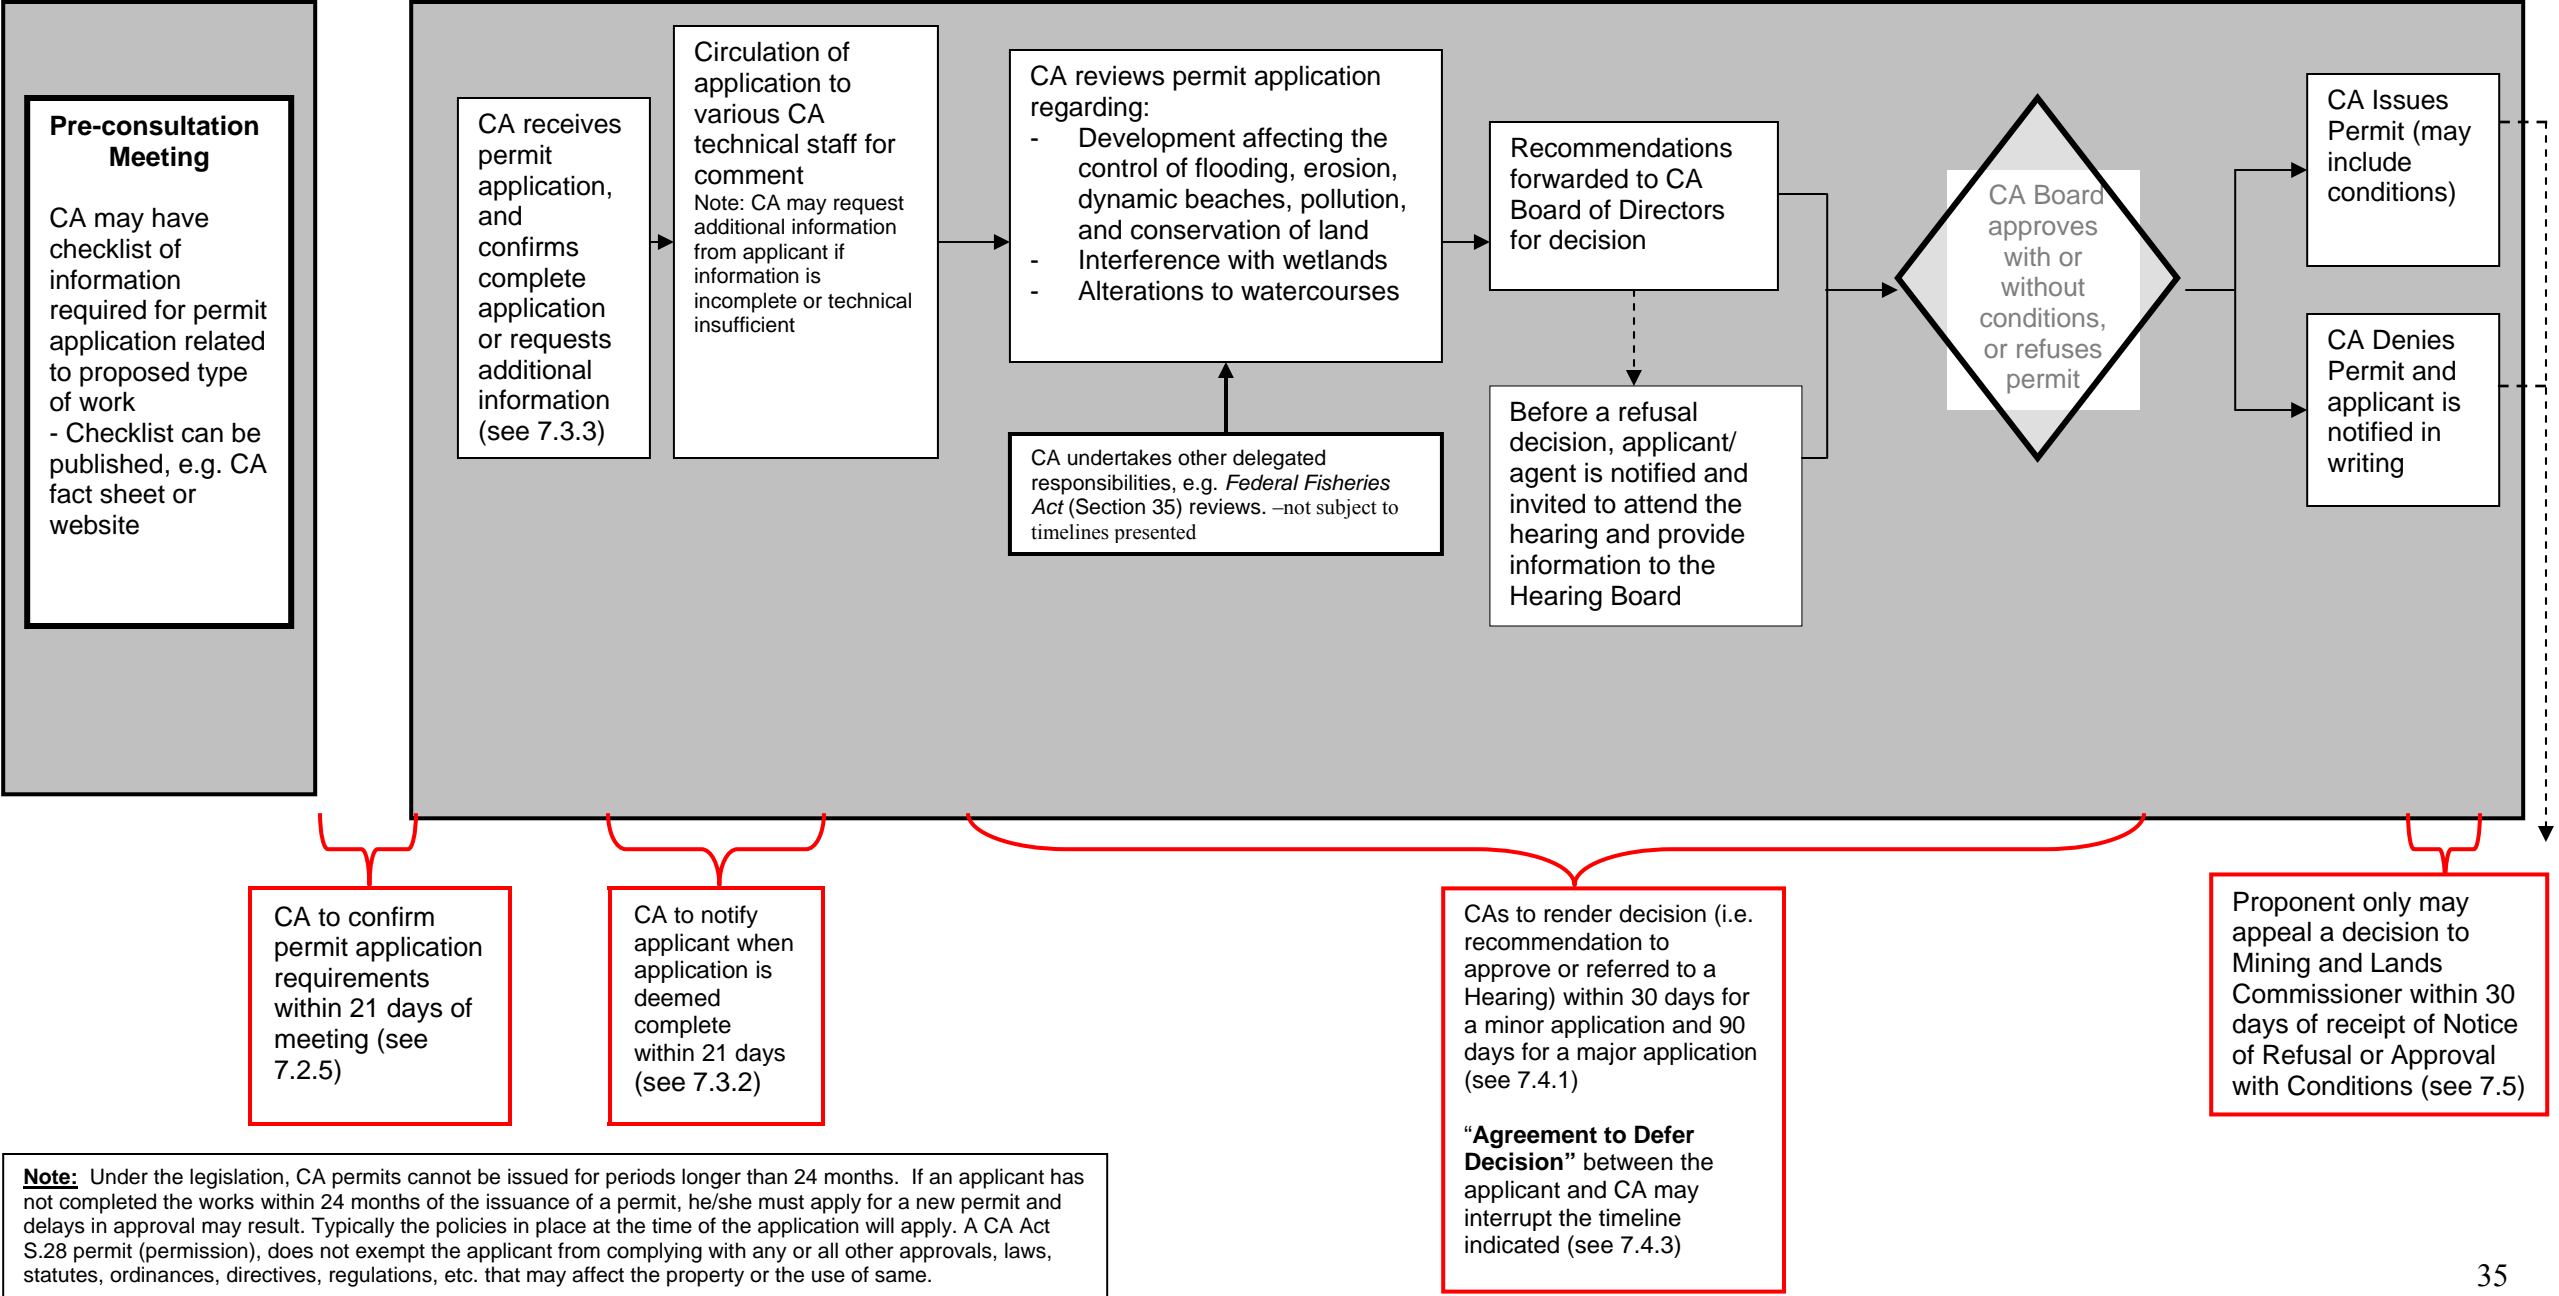 Pre-consultation
Meeting
CA may have
checklist of
information
required for permit
application related
to proposed type
of work
- Checklist can be
published, e.g. CA
fact sheet or
website
CA receives
permit
application,
and
confirms
complete
application
or requests
additional
information
(see 7.3.3)
Circulation of
application to
various CA
technical staff for
comment
Note: CA may request
additional information
from applicant if
information is
incomplete or technical
insufficient
CA reviews permit application
regarding:
- Development affecting the
control of flooding, erosion,
dynamic beaches, pollution,
and conservation of land
- Interference with wetlands
- Alterations to watercourses
CA undertakes other delegated
responsibilities, e.g. Federal Fisheries
Act (Section 35) reviews. –not subject to
timelines presented
Recommendations
forwarded to CA
Board of Directors
for decision
Before a refusal
decision, applicant/
agent is notified and
invited to attend the
hearing and provide
information to the
Hearing Board
CA Board
approves
with or
without
conditions,
or refuses
permit
CA Issues
Permit (may
include
conditions)
CA Denies
Permit and
applicant is
notified in
writing
CA to confirm
permit application
requirements
within 21 days of
meeting (see
7.2.5)
CA to notify
applicant when
application is
deemed
complete
within 21 days
(see 7.3.2)
CAs to render decision (i.e.
recommendation to
approve or referred to a
Hearing) within 30 days for
a minor application and 90
days for a major application
(see 7.4.1)
“Agreement to Defer
Decision” between the
applicant and CA may
interrupt the timeline
indicated (see 7.4.3)
Proponent only may
appeal a decision to
Mining and Lands
Commissioner within 30
days of receipt of Notice
of Refusal or Approval
with Conditions (see 7.5)
Note: Under the legislation, CA permits cannot be issued for periods longer than 24 months. If an applicant has
not completed the works within 24 months of the issuance of a permit, he/she must apply for a new permit and
delays in approval may result. Typically the policies in place at the time of the application will apply. A CA Act
S.28 permit (permission), does not exempt the applicant from complying with any or all other approvals, laws,
statutes, ordinances, directives, regulations, etc. that may affect the property or the use of same.
35